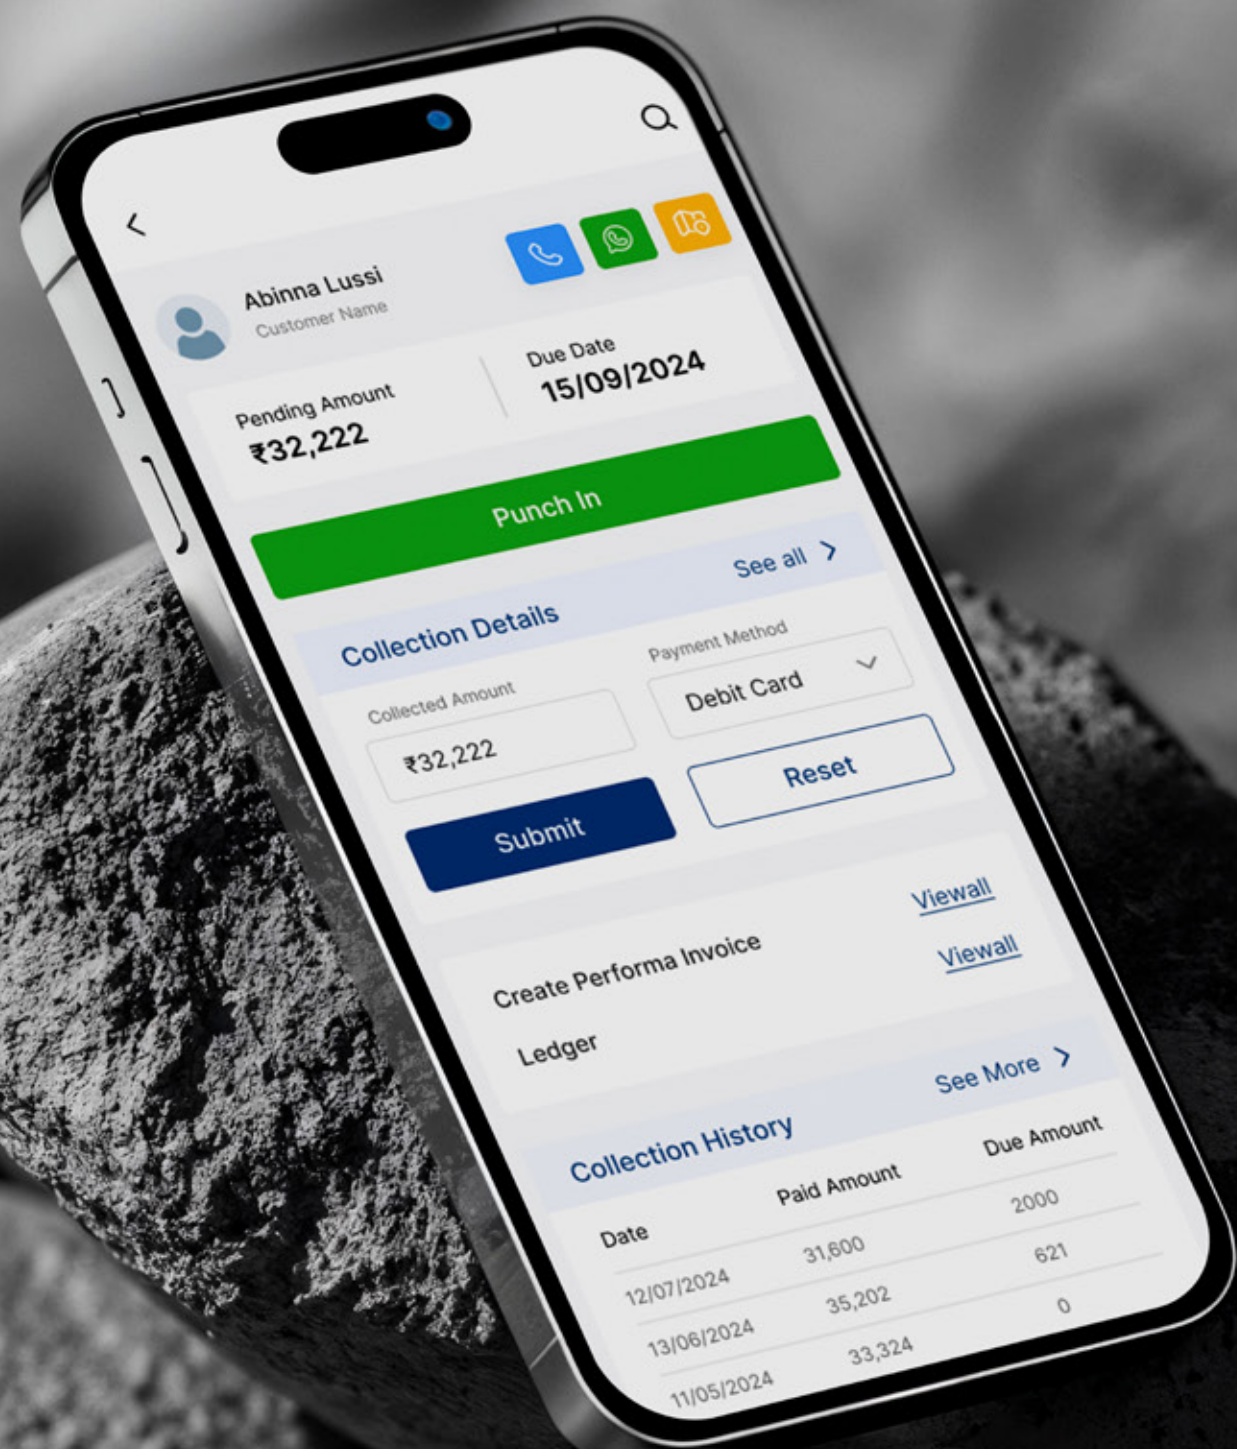 Abinna Lussi
Customer Name
Pending Amount
₹32,222
Due Date
15/09/2024
Punch In
Collection Details
See all
Collected Amount
₹32,222
Payment Method
Debit Card
Submit
Reset
Create Performa Invoice
Viewall
Ledger
Viewall
Collection History
See More
Date Paid Amount Due Amount
12/07/2024 31,600 2000
13/06/2024 35,202 621
11/05/2024 33,324 0